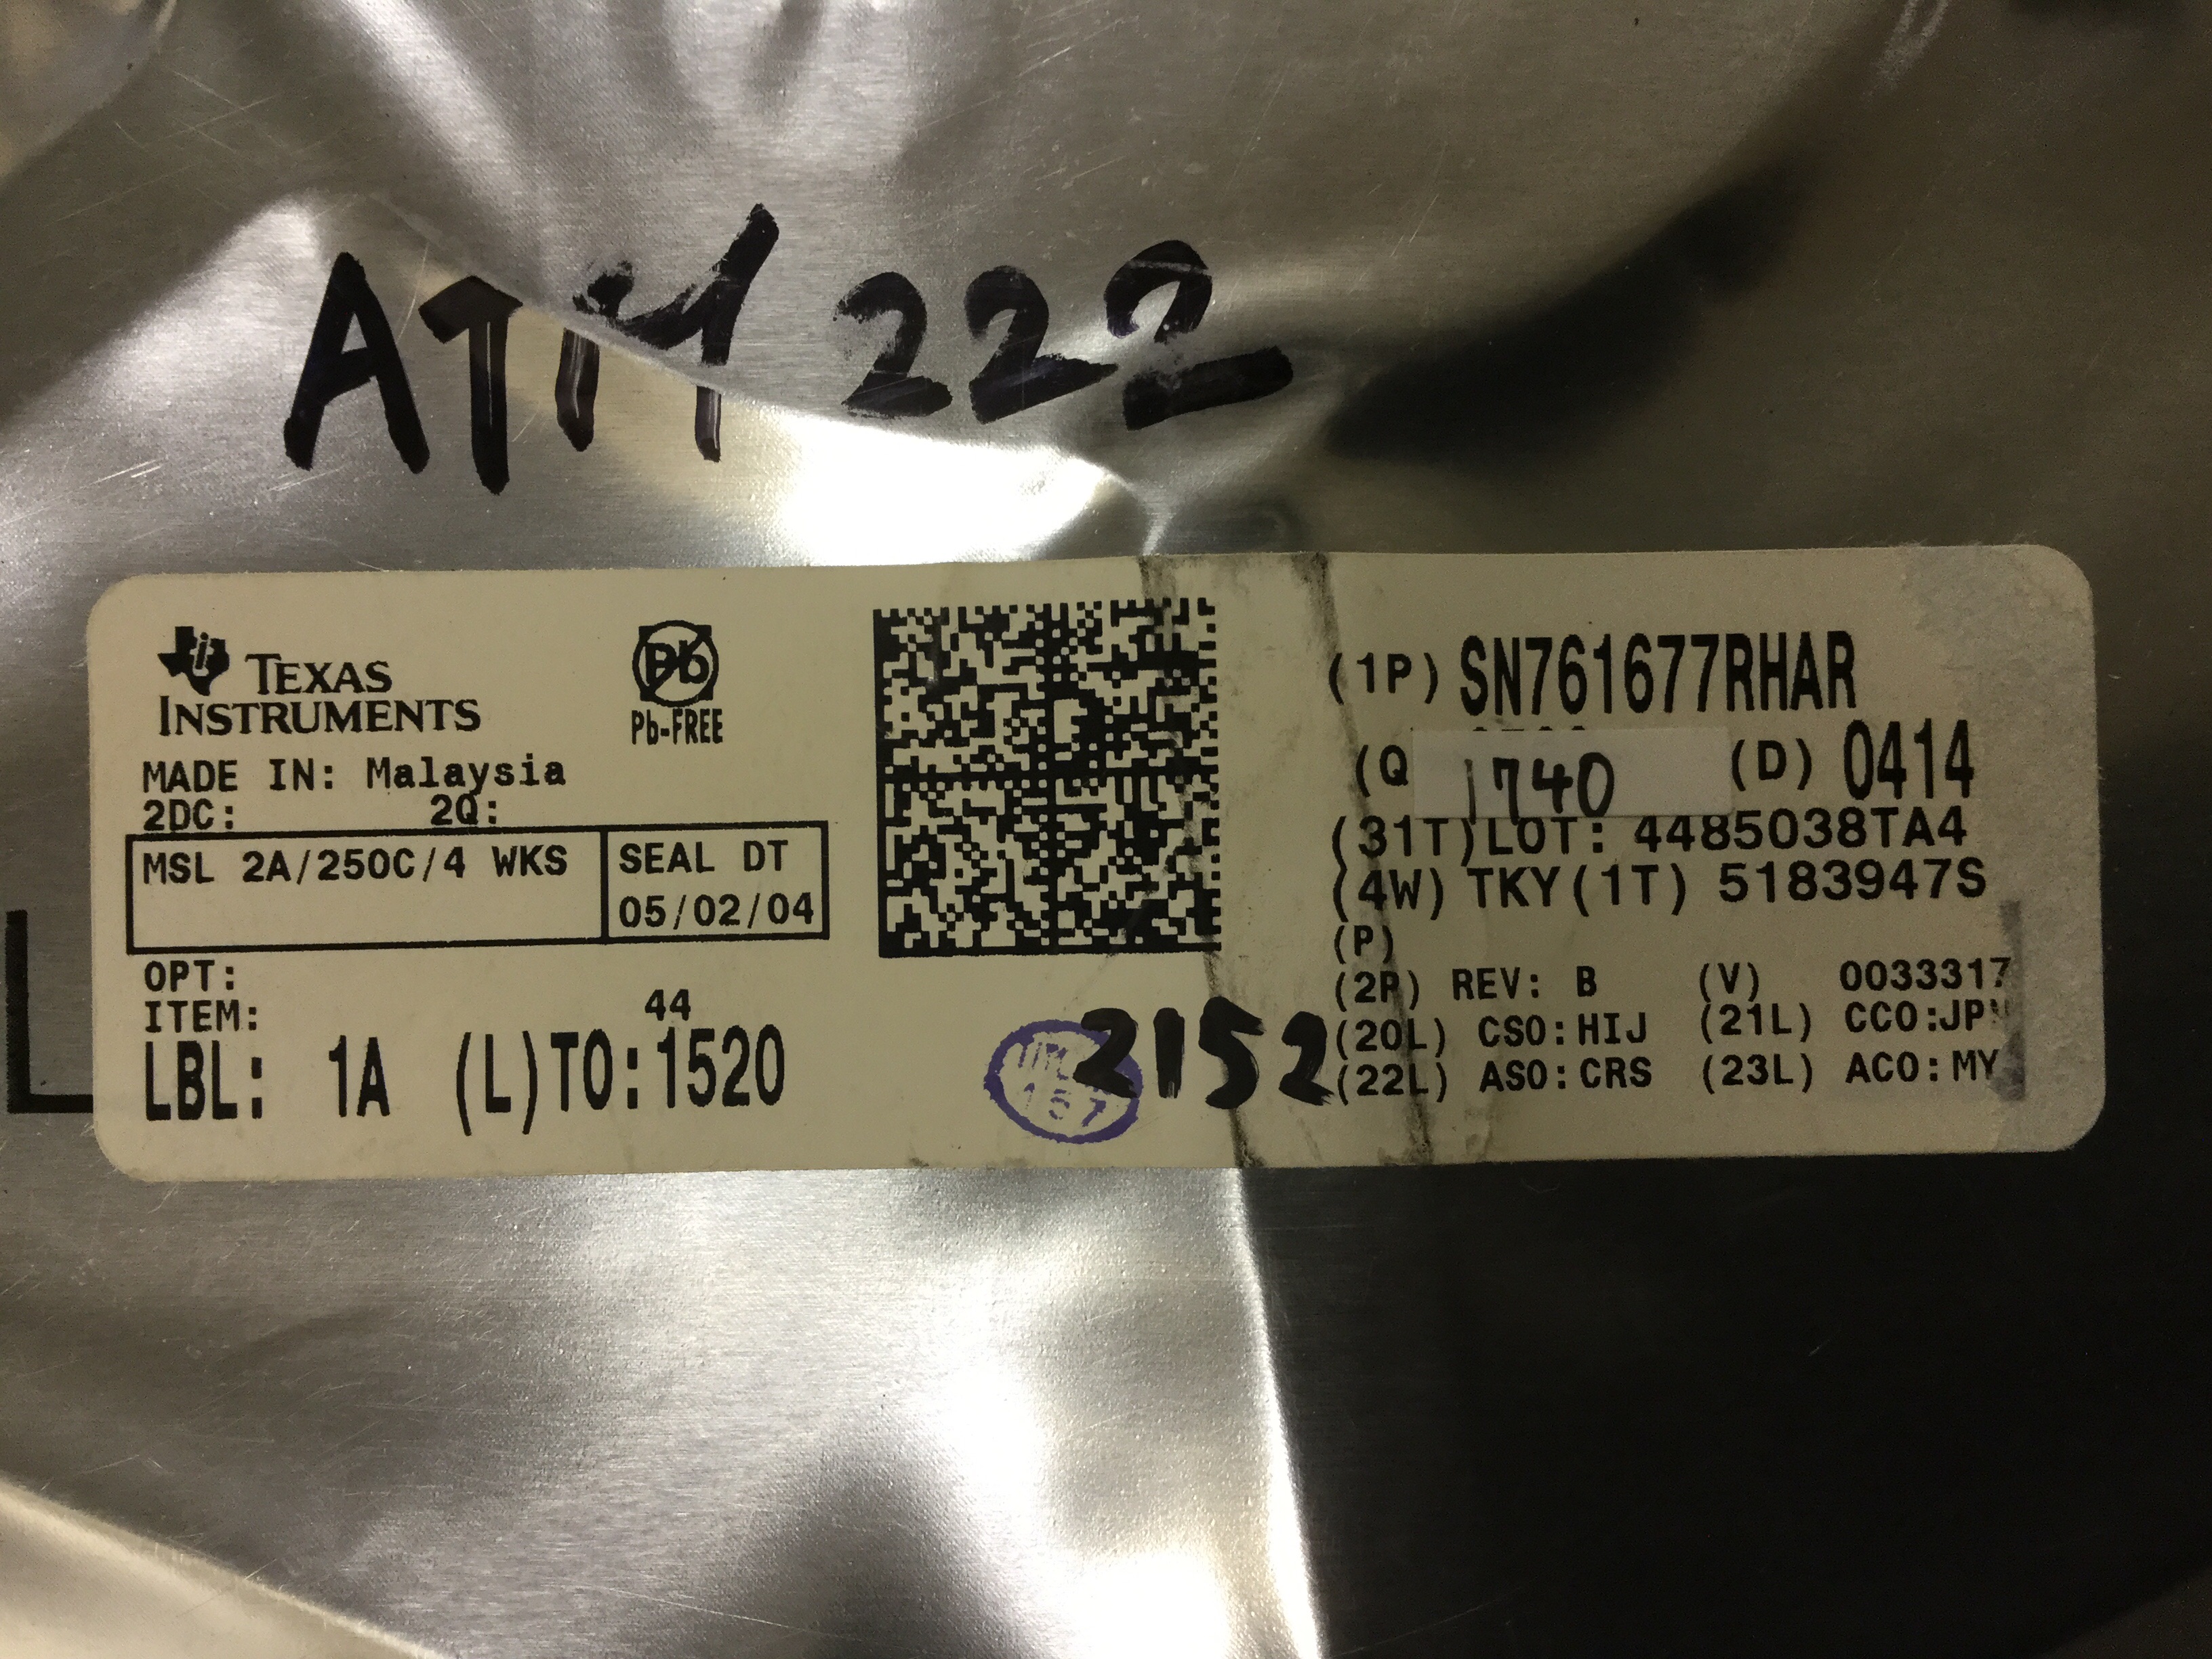 ATM 222
TEXAS
INSTRUMENTS
Pb
Pb-FREE
MADE IN: Malaysia
2DC: 2Q:
MSL 2A/250C/4 WKS
SEAL DT
05/02/04
OPT:
ITEM:
44
LBL: 1A (L)TO:1520
2152
(1P) SN761677RHAR
(Q 1740 (D) 0414
(31T)LOT: 4485038TA4
(4W) TKY(1T) 5183947S
(P)
(2P) REV: B (V) 0033317
(20L) CSO:HIJ (21L) CCO:JPN
(22L) ASO:CRS (23L) ACO:MY